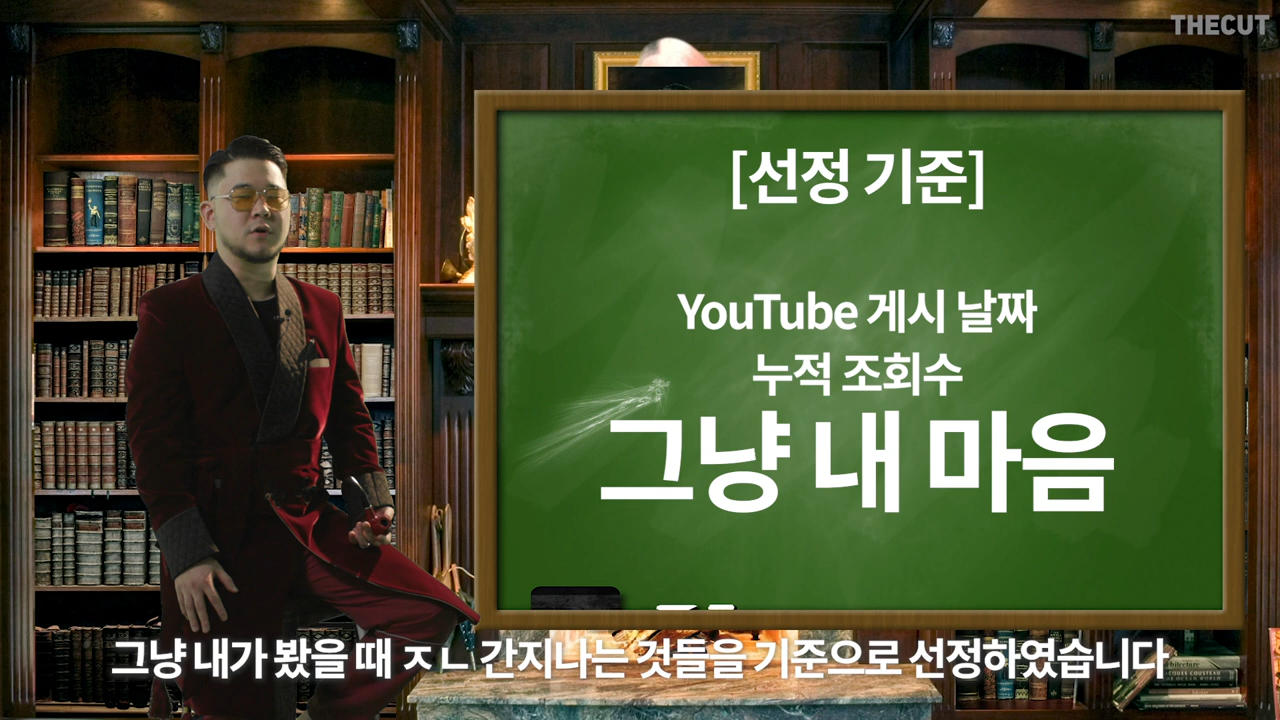 THECUT
[선정 기준]
YouTube 게시 날짜
누적 조회수
그냥 내 마음
그냥 내가 봤을 때 ㅈㄴ 간지나는 것들을 기준으로 선정하였습니다